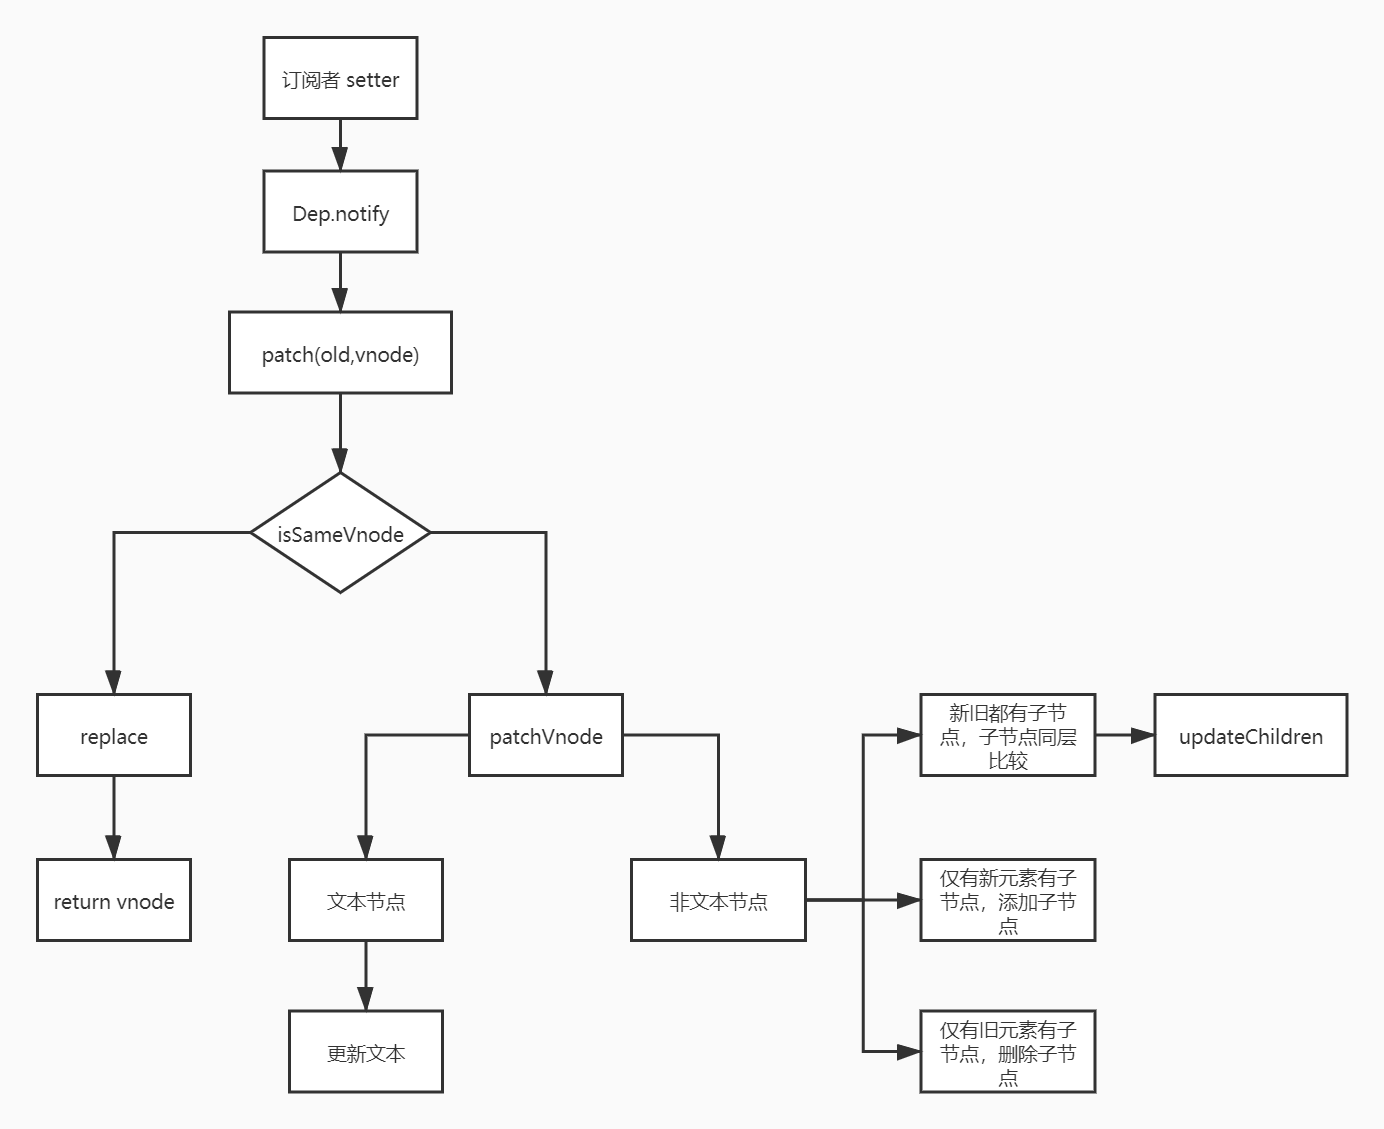 订阅者 setter
Dep.notify
patch(old,vnode)
isSameVnode
replace
patchVnode
新旧都有子节
点，子节点同层
比较
updateChildren
return vnode
文本节点
非文本节点
仅有新元素有子
节点，添加子节
点
更新文本
仅有旧元素有子
节点，删除子节
点